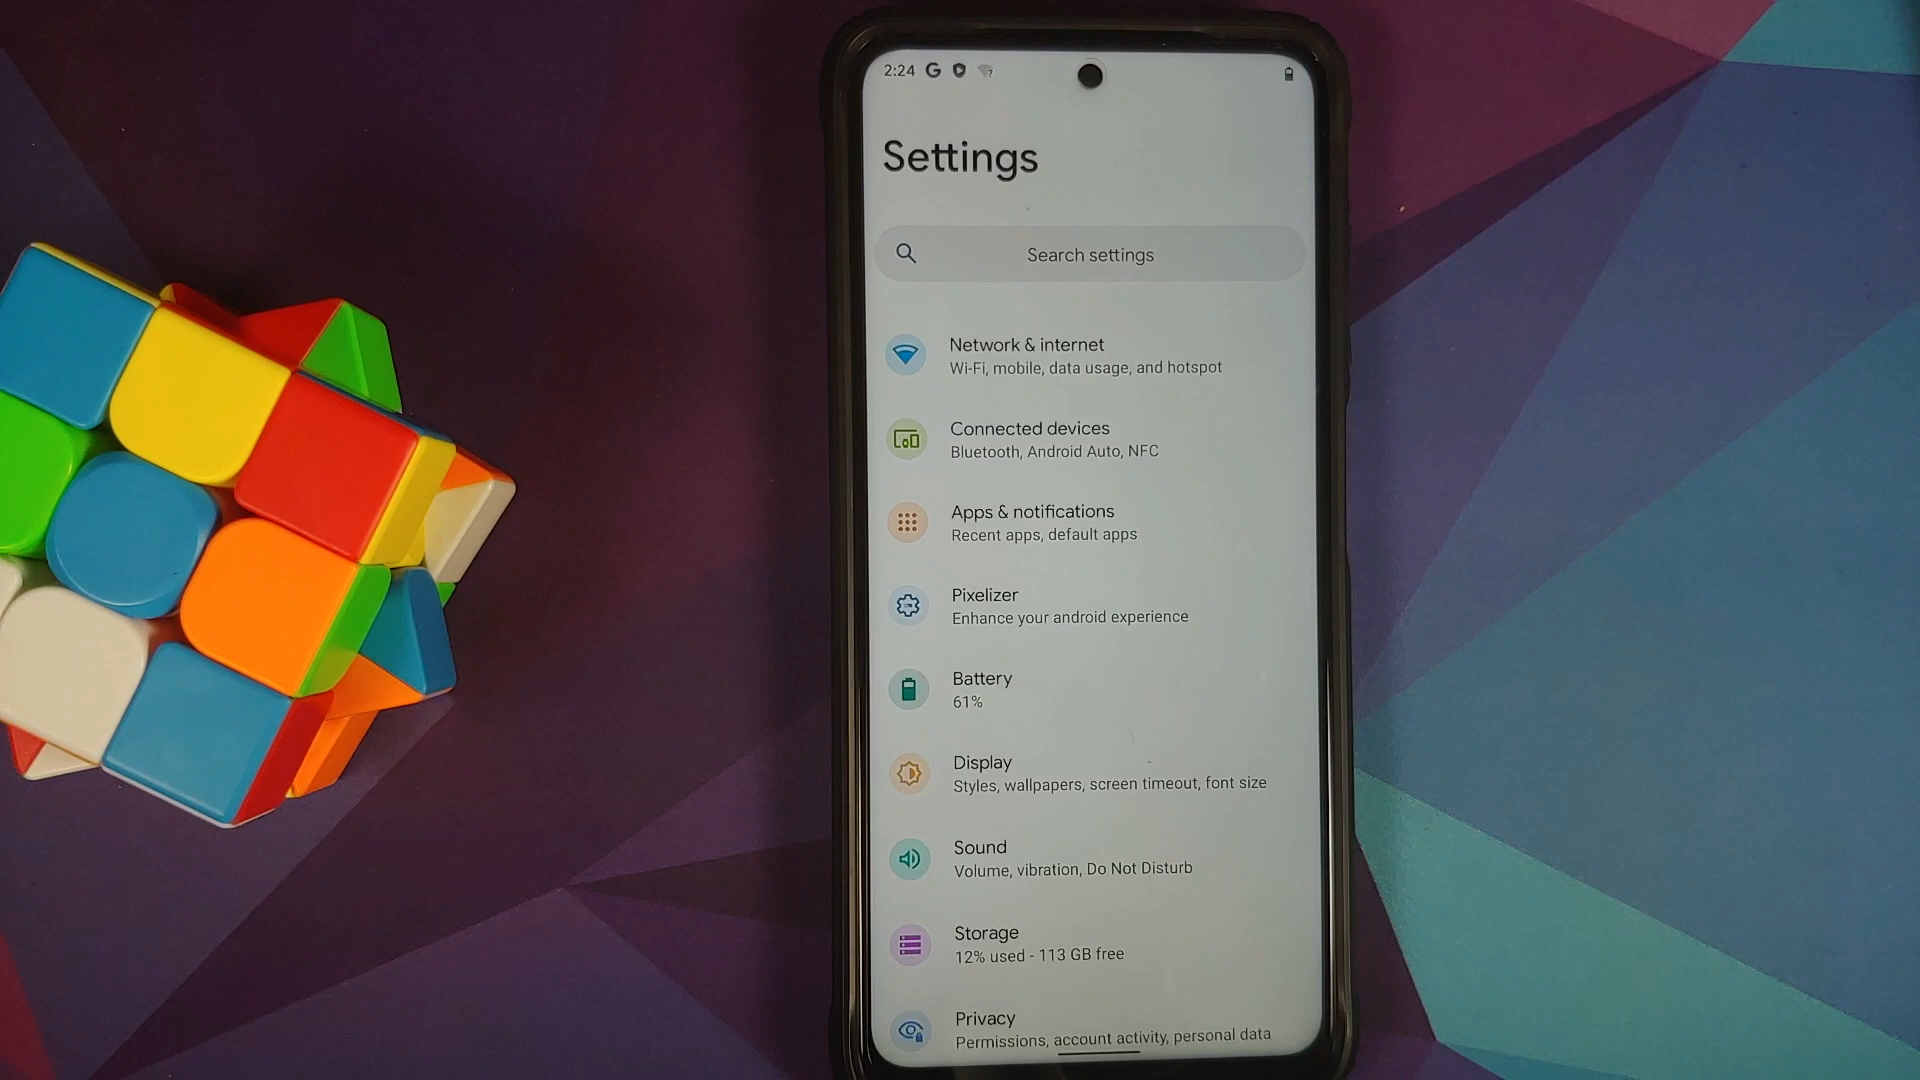 2:24
Settings
Search settings
Network & internet
Wi-Fi, mobile, data usage, and hotspot
Connected devices
Bluetooth, Android Auto, NFC
Apps & notifications
Recent apps, default apps
Pixelizer
Enhance your android experience
Battery
61%
Display
Styles, wallpapers, screen timeout, font size
Sound
Volume, vibration, Do Not Disturb
Storage
12% used - 113 GB free
Privacy
Permissions, account activity, personal data